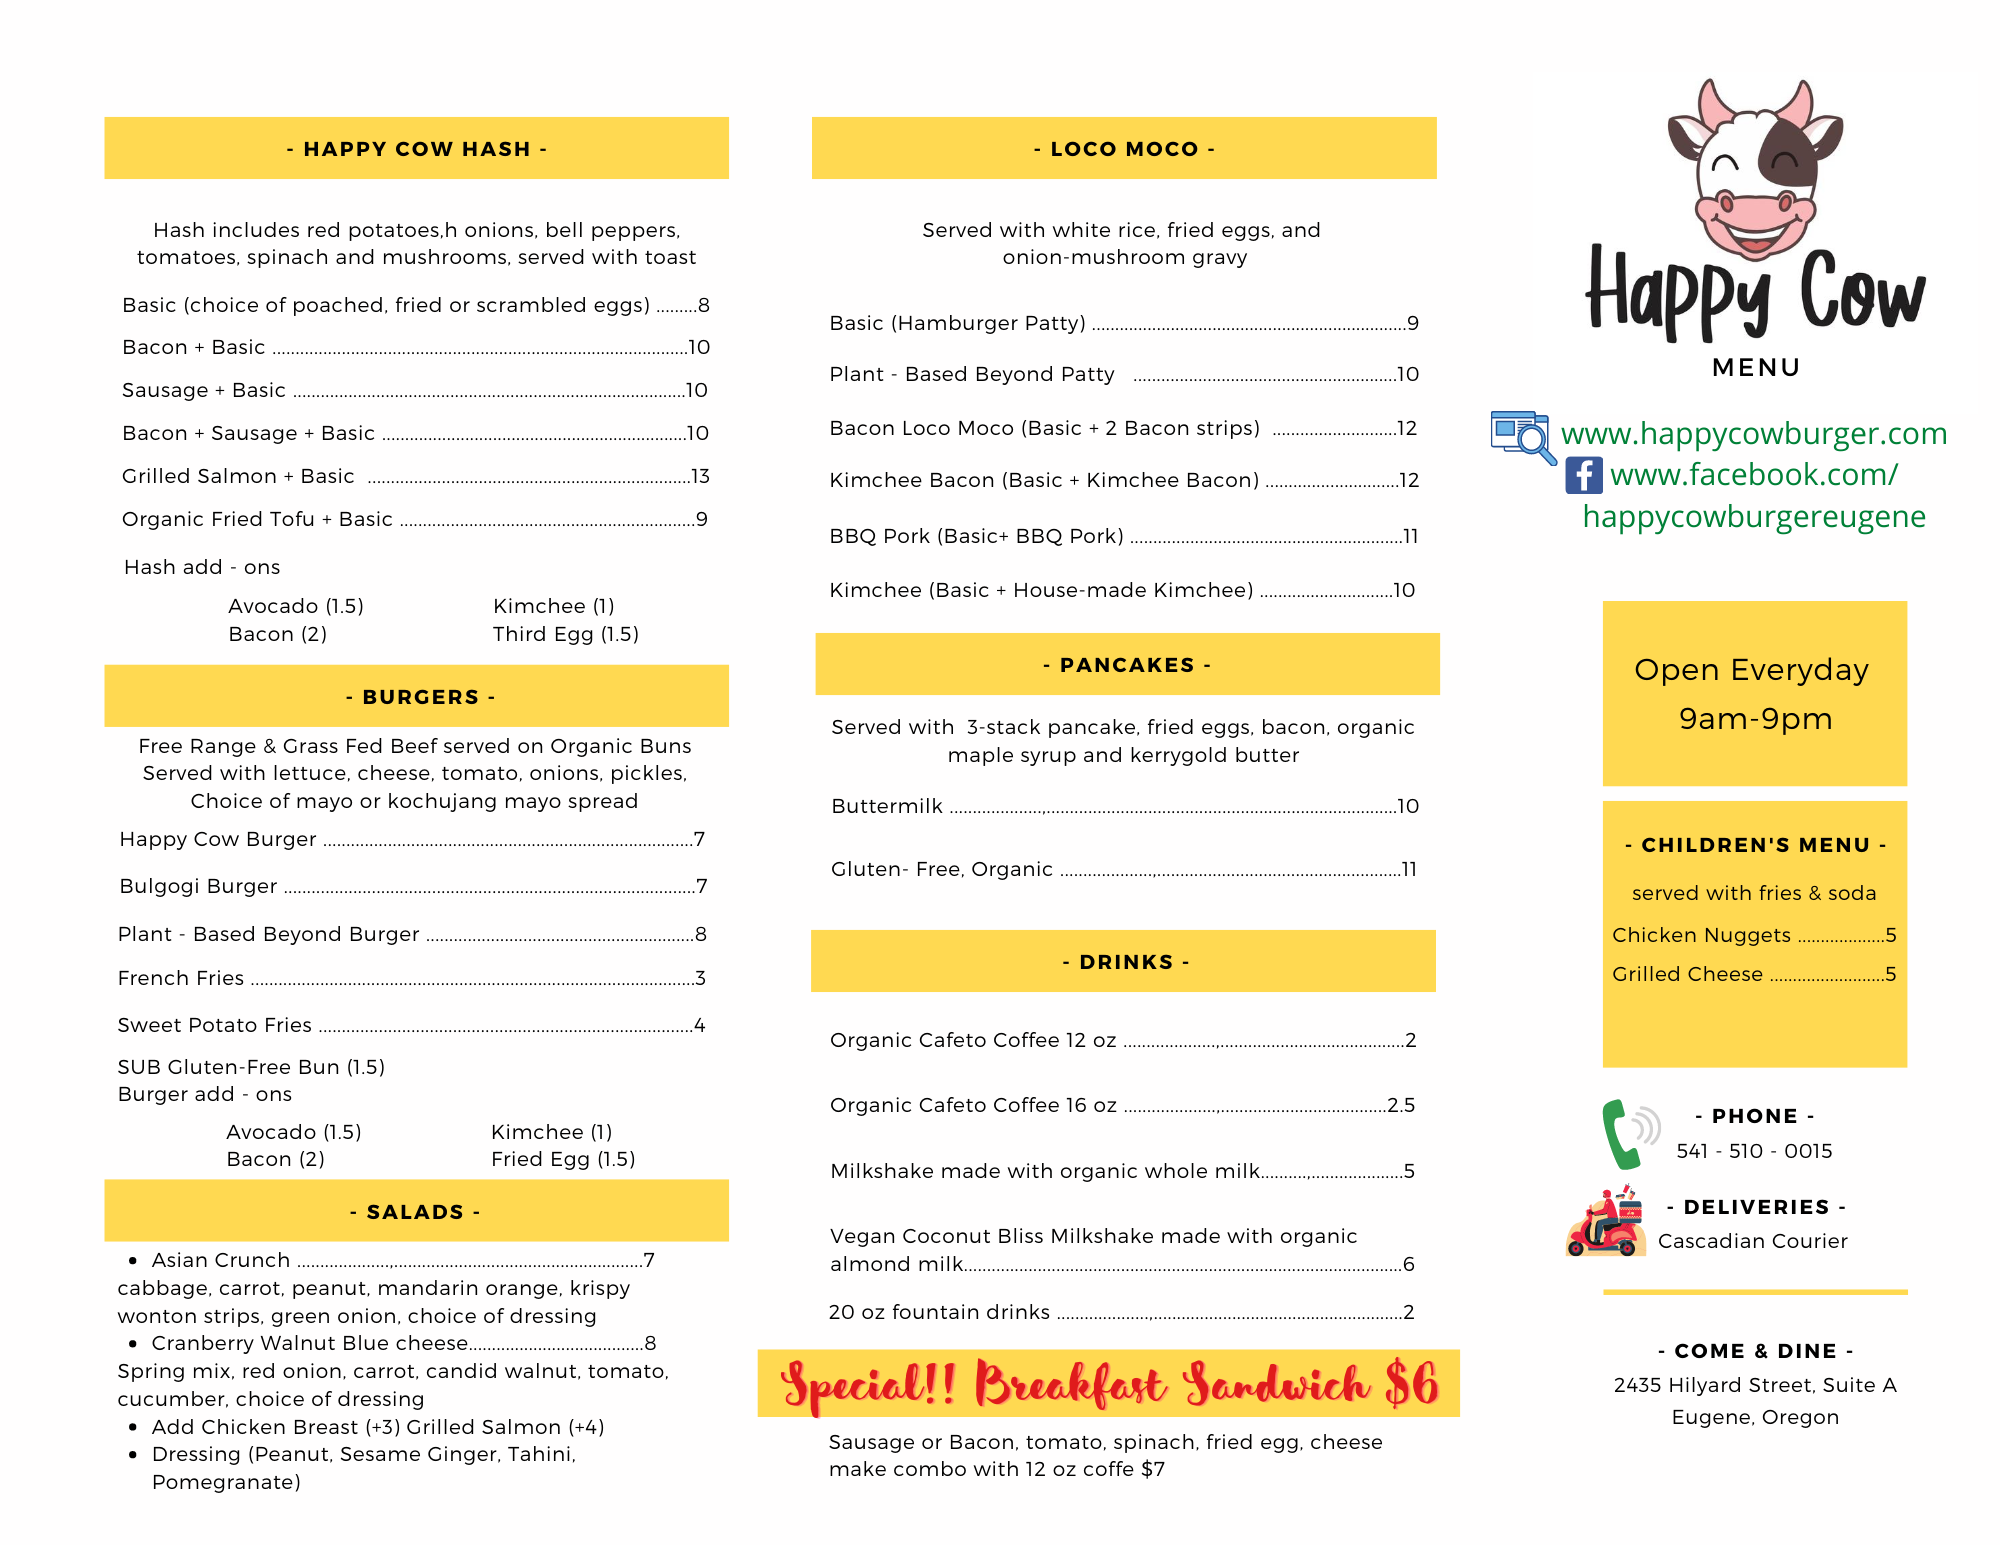 - HAPPY COW HASH -
Hash includes red potatoes,h onions, bell peppers,
tomatoes, spinach and mushrooms, served with toast
Basic (choice of poached, fried or scrambled eggs) .........8
Bacon + Basic ..........................................................................................10
Sausage + Basic .....................................................................................10
Bacon + Sausage + Basic ..................................................................10
Grilled Salmon + Basic ......................................................................13
Organic Fried Tofu + Basic ................................................................9
Hash add - ons
Avocado (1.5) Kimchee (1)
Bacon (2) Third Egg (1.5)
- BURGERS -
Free Range & Grass Fed Beef served on Organic Buns
Served with lettuce, cheese, tomato, onions, pickles,
Choice of mayo or kochujang mayo spread
Happy Cow Burger ................................................................................7
Bulgogi Burger .........................................................................................7
Plant - Based Beyond Burger ..........................................................8
French Fries ................................................................................................3
Sweet Potato Fries .................................................................................4
SUB Gluten-Free Bun (1.5)
Burger add - ons
Avocado (1.5) Kimchee (1)
Bacon (2) Fried Egg (1.5)
- SALADS -
• Asian Crunch ....................,......................................................7
cabbage, carrot, peanut, mandarin orange, krispy
wonton strips, green onion, choice of dressing
• Cranberry Walnut Blue cheese......................................8
Spring mix, red onion, carrot, candid walnut, tomato,
cucumber, choice of dressing
• Add Chicken Breast (+3) Grilled Salmon (+4)
• Dressing (Peanut, Sesame Ginger, Tahini,
Pomegranate)
- LOCO MOCO -
Served with white rice, fried eggs, and
onion-mushroom gravy
Basic (Hamburger Patty) ....................................................................9
Plant - Based Beyond Patty .........................................................10
Bacon Loco Moco (Basic + 2 Bacon strips) ...........................12
Kimchee Bacon (Basic + Kimchee Bacon) .............................12
BBQ Pork (Basic+ BBQ Pork) ...........................................................11
Kimchee (Basic + House-made Kimchee) .............................10
- PANCAKES -
Served with 3-stack pancake, fried eggs, bacon, organic
maple syrup and kerrygold butter
Buttermilk ....................,............................................................................10
Gluten- Free, Organic ....................,.....................................................11
- DRINKS -
Organic Cafeto Coffee 12 oz ....................,........................................2
Organic Cafeto Coffee 16 oz ....................,....................................2.5
Milkshake made with organic whole milk..........,....................5
Vegan Coconut Bliss Milkshake made with organic
almond milk...............................................................................................6
20 oz fountain drinks ....................,......................................................2
Special!! Breakfast Sandwich $6
Sausage or Bacon, tomato, spinach, fried egg, cheese
make combo with 12 oz coffe $7
Happy Cow
MENU
www.happycowburger.com
f www.facebook.com/
happycowburgereugene
Open Everyday
9am-9pm
- CHILDREN'S MENU -
served with fries & soda
Chicken Nuggets ...................5
Grilled Cheese .........................5
- PHONE -
541 - 510 - 0015
- DELIVERIES -
Cascadian Courier
- COME & DINE -
2435 Hilyard Street, Suite A
Eugene, Oregon